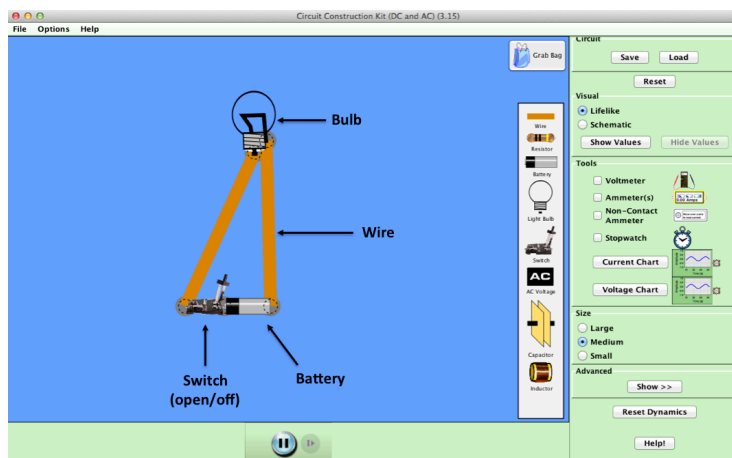 Circuit Construction Kit (DC and AC) (3.15)
File Options Help
Grab Bag
Bulb
Wire
Switch
(open/off)
Battery
Wire
Resistor
Battery
Light Bulb
Switch
AC
AC Voltage
Capacitor
Inductor
Circuit
Save Load
Reset
Visual
Lifelike
Schematic
Show Values Hide Values
Tools
Voltmeter
Ammeter(s)
0.00 Amps
Non-Contact
Ammeter
Stopwatch
Current Chart
Voltage Chart
Size
Large
Medium
Small
Advanced
Show >>
Reset Dynamics
Help!